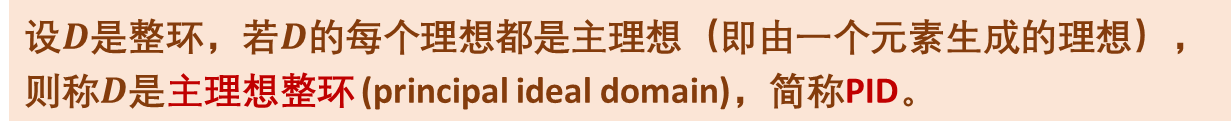 设D是整环，若D的每个理想都是主理想（即由一个元素生成的理想），
则称D是主理想整环(principal ideal domain)，简称PID。